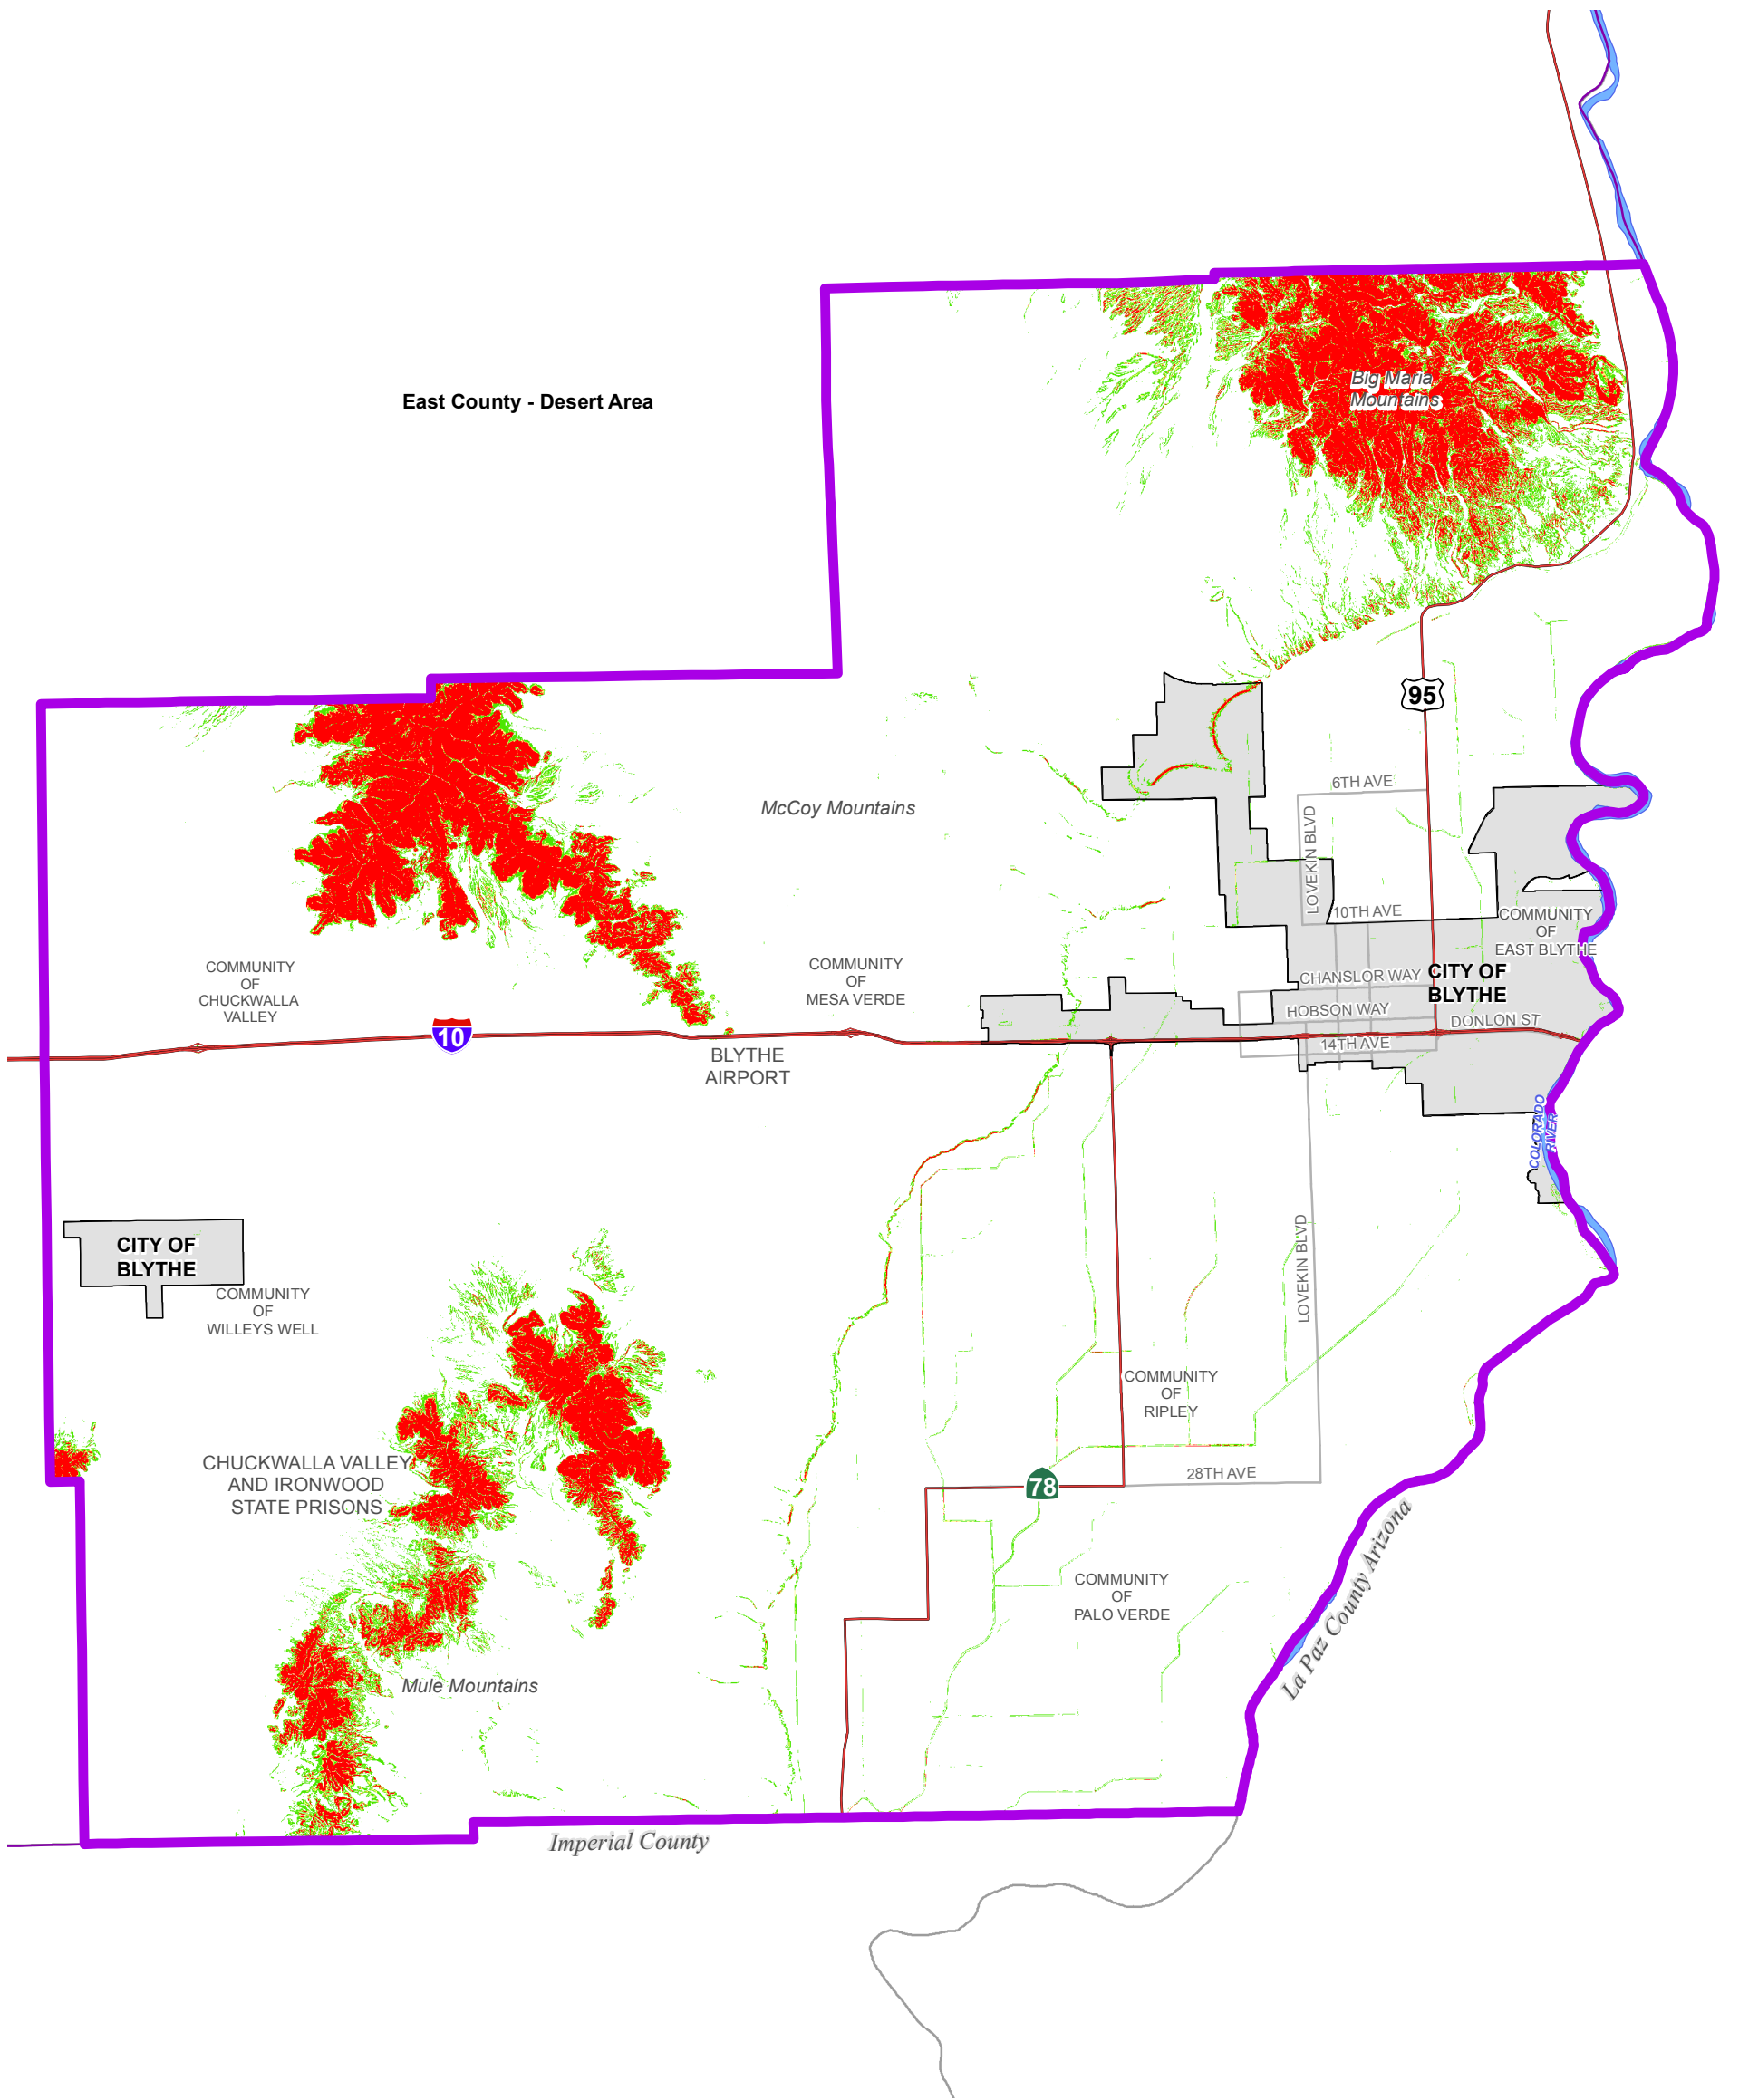 East County - Desert Area
Big Maria
Mountains
95
6TH AVE
McCoy Mountains
LOVEKIN BLVD
10TH AVE
COMMUNITY
OF
EAST BLYTHE
COMMUNITY
OF
CHUCKWALLA
VALLEY
COMMUNITY
OF
MESA VERDE
CHANSLOR WAY
CITY OF
BLYTHE
HOBSON WAY
DONLON ST
10
14TH AVE
BLYTHE
AIRPORT
COLORADO
RIVER
CITY OF
BLYTHE
COMMUNITY
OF
WILLEYS WELL
LOVEKIN BLVD
COMMUNITY
OF
RIPLEY
CHUCKWALLA VALLEY
AND IRONWOOD
STATE PRISONS
28TH AVE
78
La Paz County Arizona
COMMUNITY
OF
PALO VERDE
Mule Mountains
Imperial County